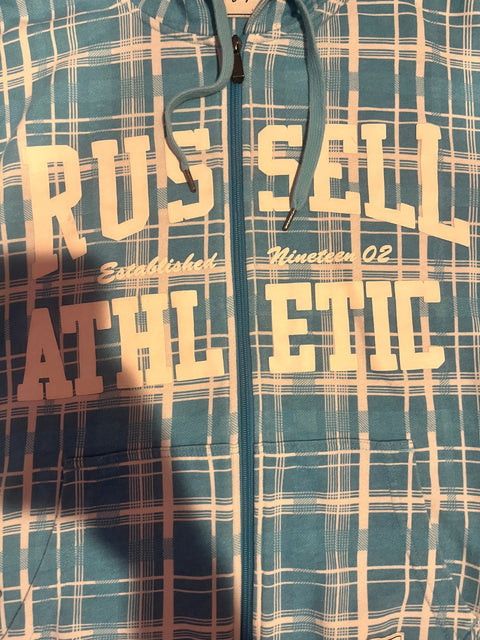 RUSSELL
Established Nineteen 02
ATHLETIC